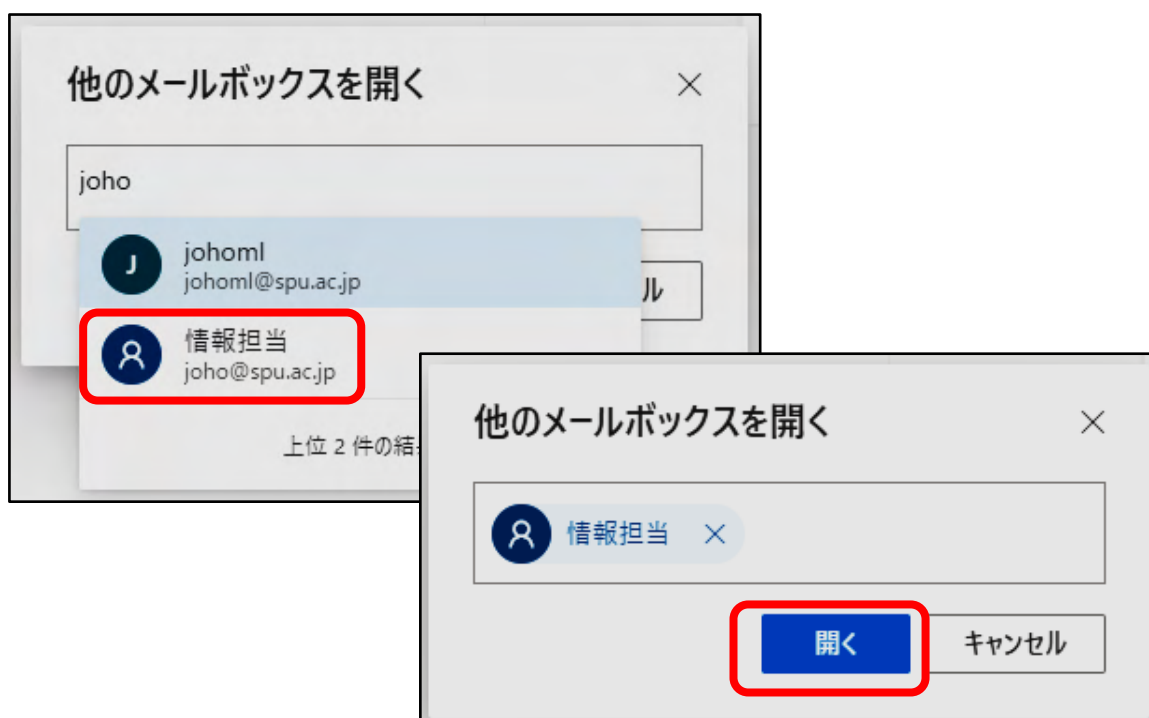 他のメールボックスを開く
joho
J
johoml
johoml@spu.ac.jp
ル
情報担当
joho@spu.ac.jp
上位 2 件の結
他のメールボックスを開く
情報担当
開く
キャンセル